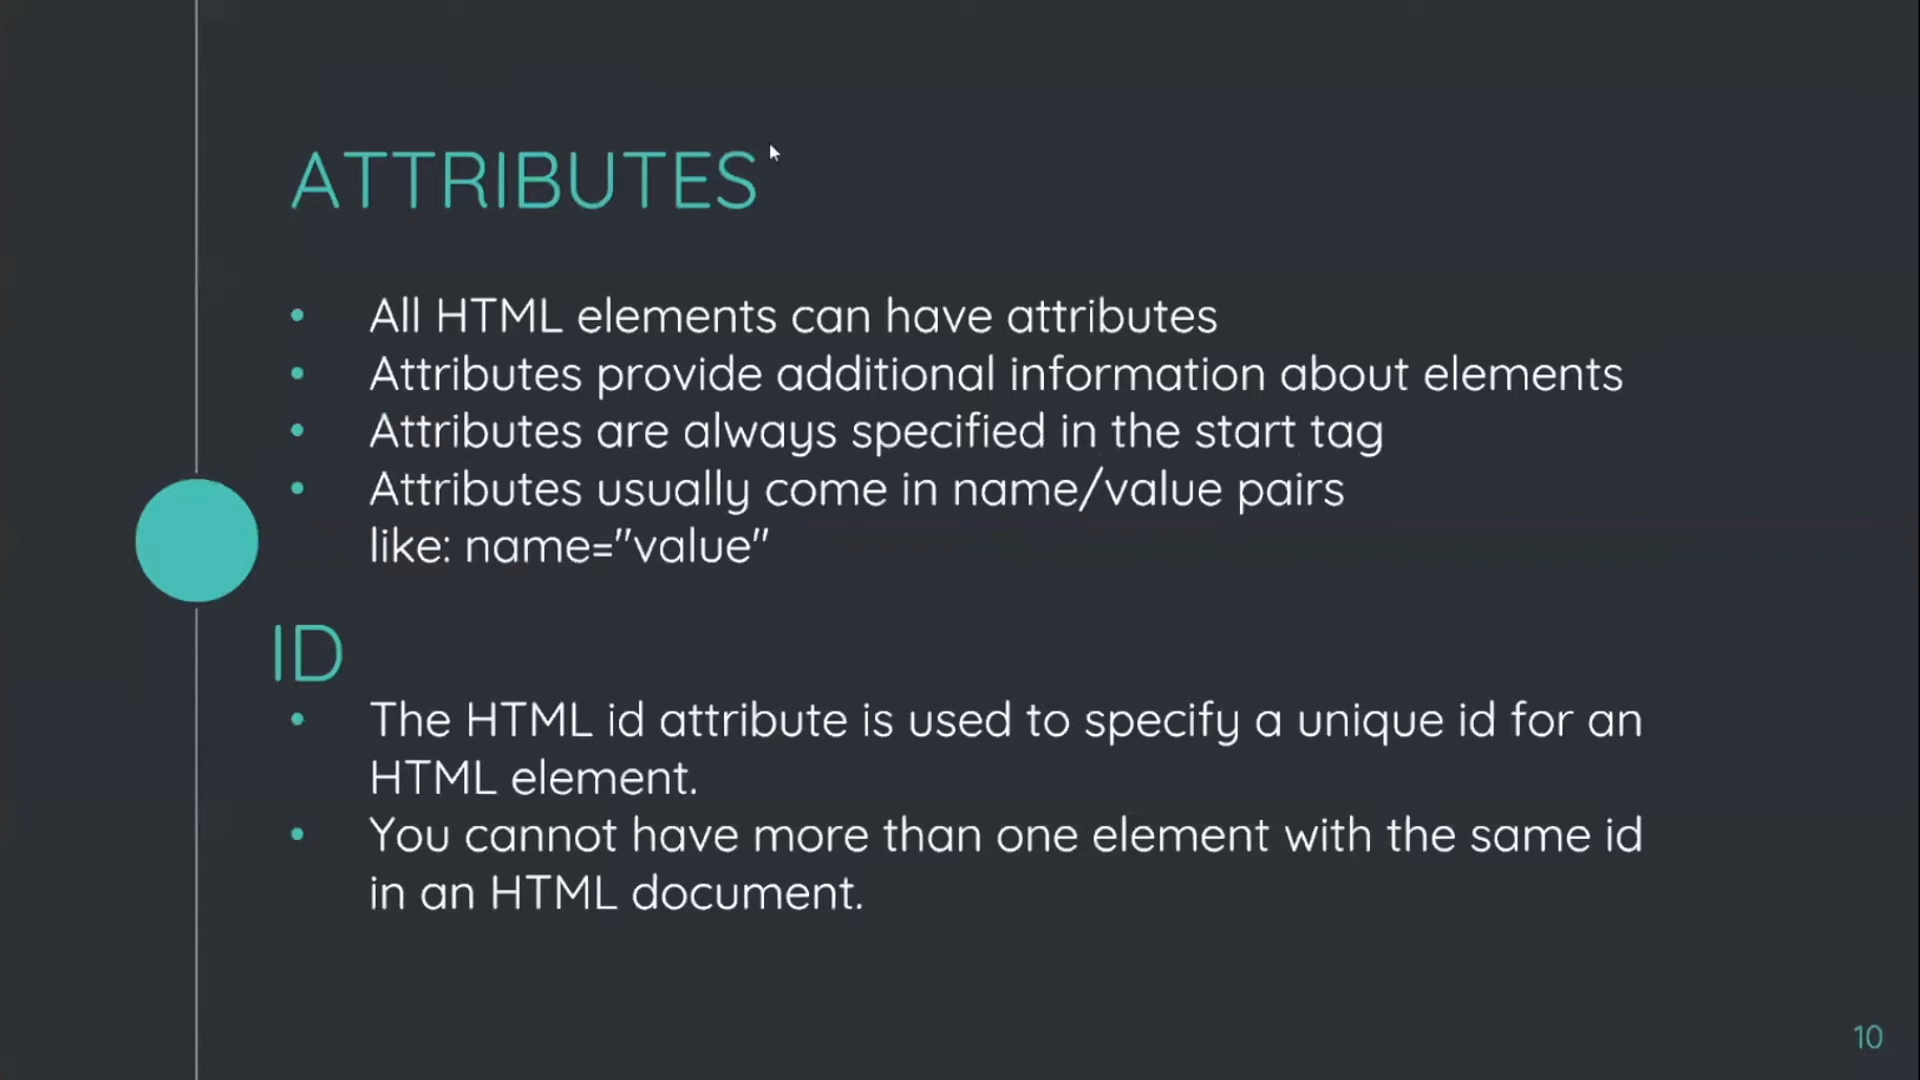 ATTRIBUTES
• All HTML elements can have attributes
• Attributes provide additional information about elements
• Attributes are always specified in the start tag
• Attributes usually come in name/value pairs
like: name="value"
ID
• The HTML id attribute is used to specify a unique id for an
HTML element.
• You cannot have more than one element with the same id
in an HTML document.
10